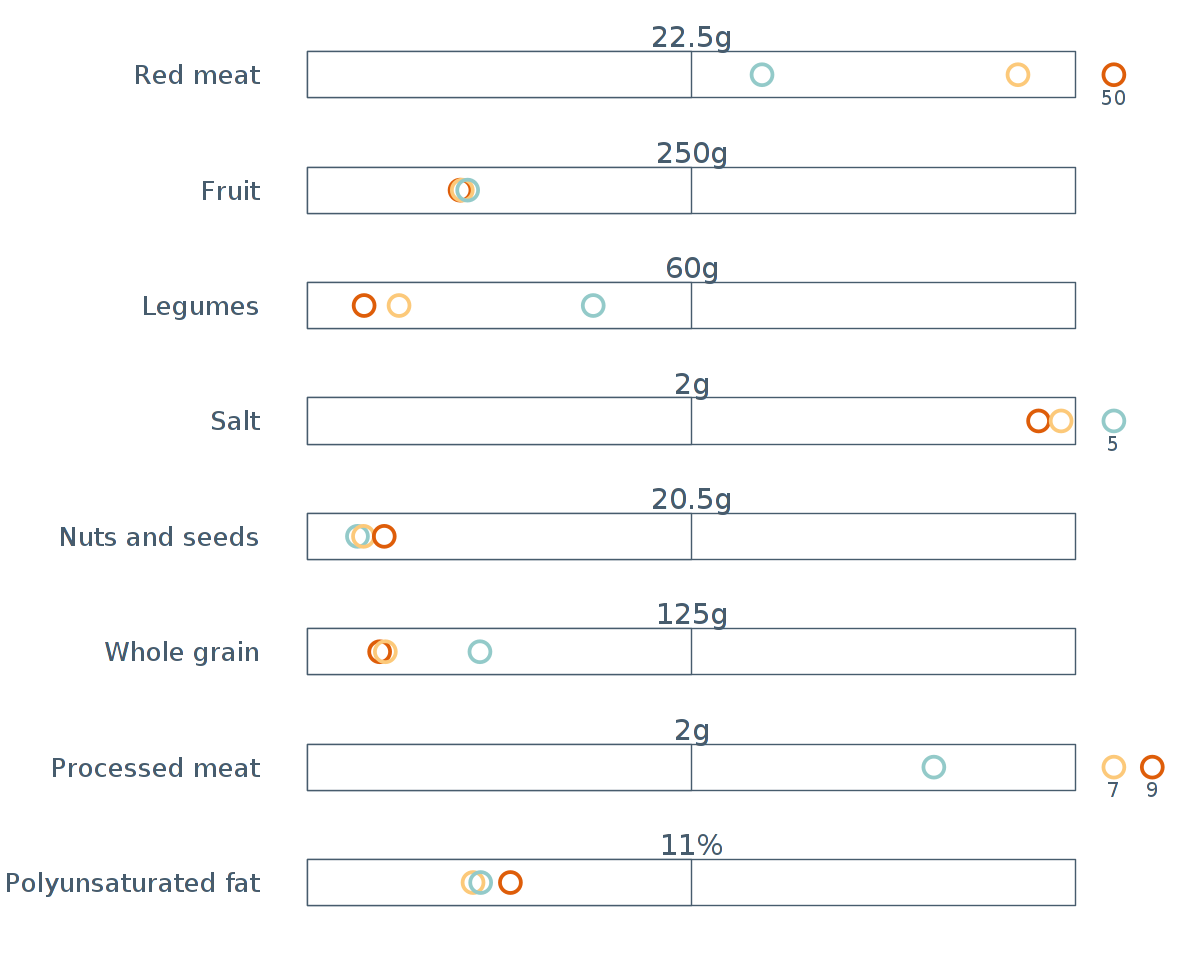 22.5g
Red meat
50
250g
Fruit
60g
Legumes
2g
Salt
5
20.5g
Nuts and seeds
125g
Whole grain
2g
Processed meat
7 9
11%
Polyunsaturated fat